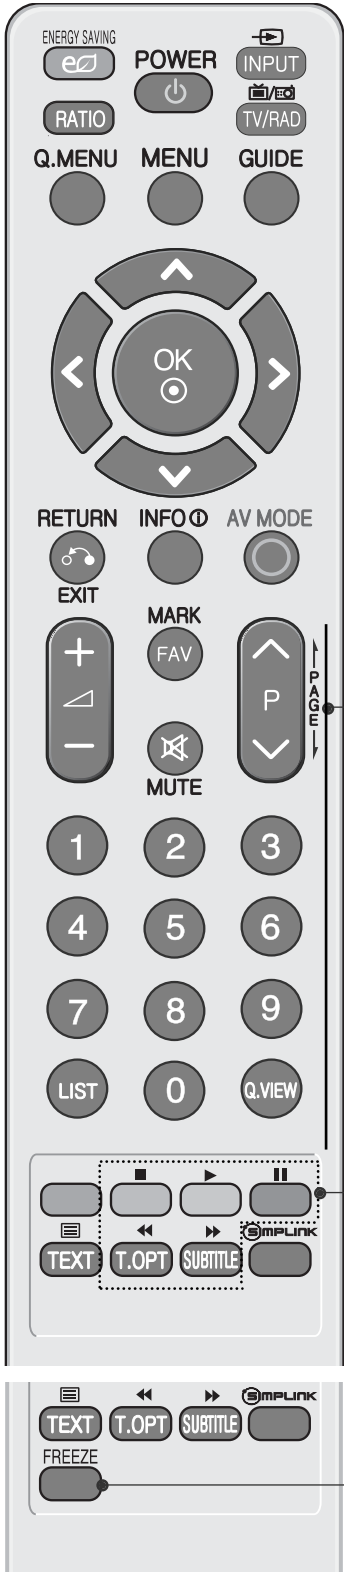 ENERGY SAVING
POWER
INPUT
RATIO
TV/RAD
Q.MENU MENU GUIDE
OK
RETURN INFO AV MODE
EXIT
MARK
FAV
P
PAGE
MUTE
1 2 3
4 5 6
7 8 9
LIST 0 Q.VIEW
SIMPLINK
TEXT T.OPT SUBTITLE
SIMPLINK
TEXT T.OPT SUBTITLE
FREEZE